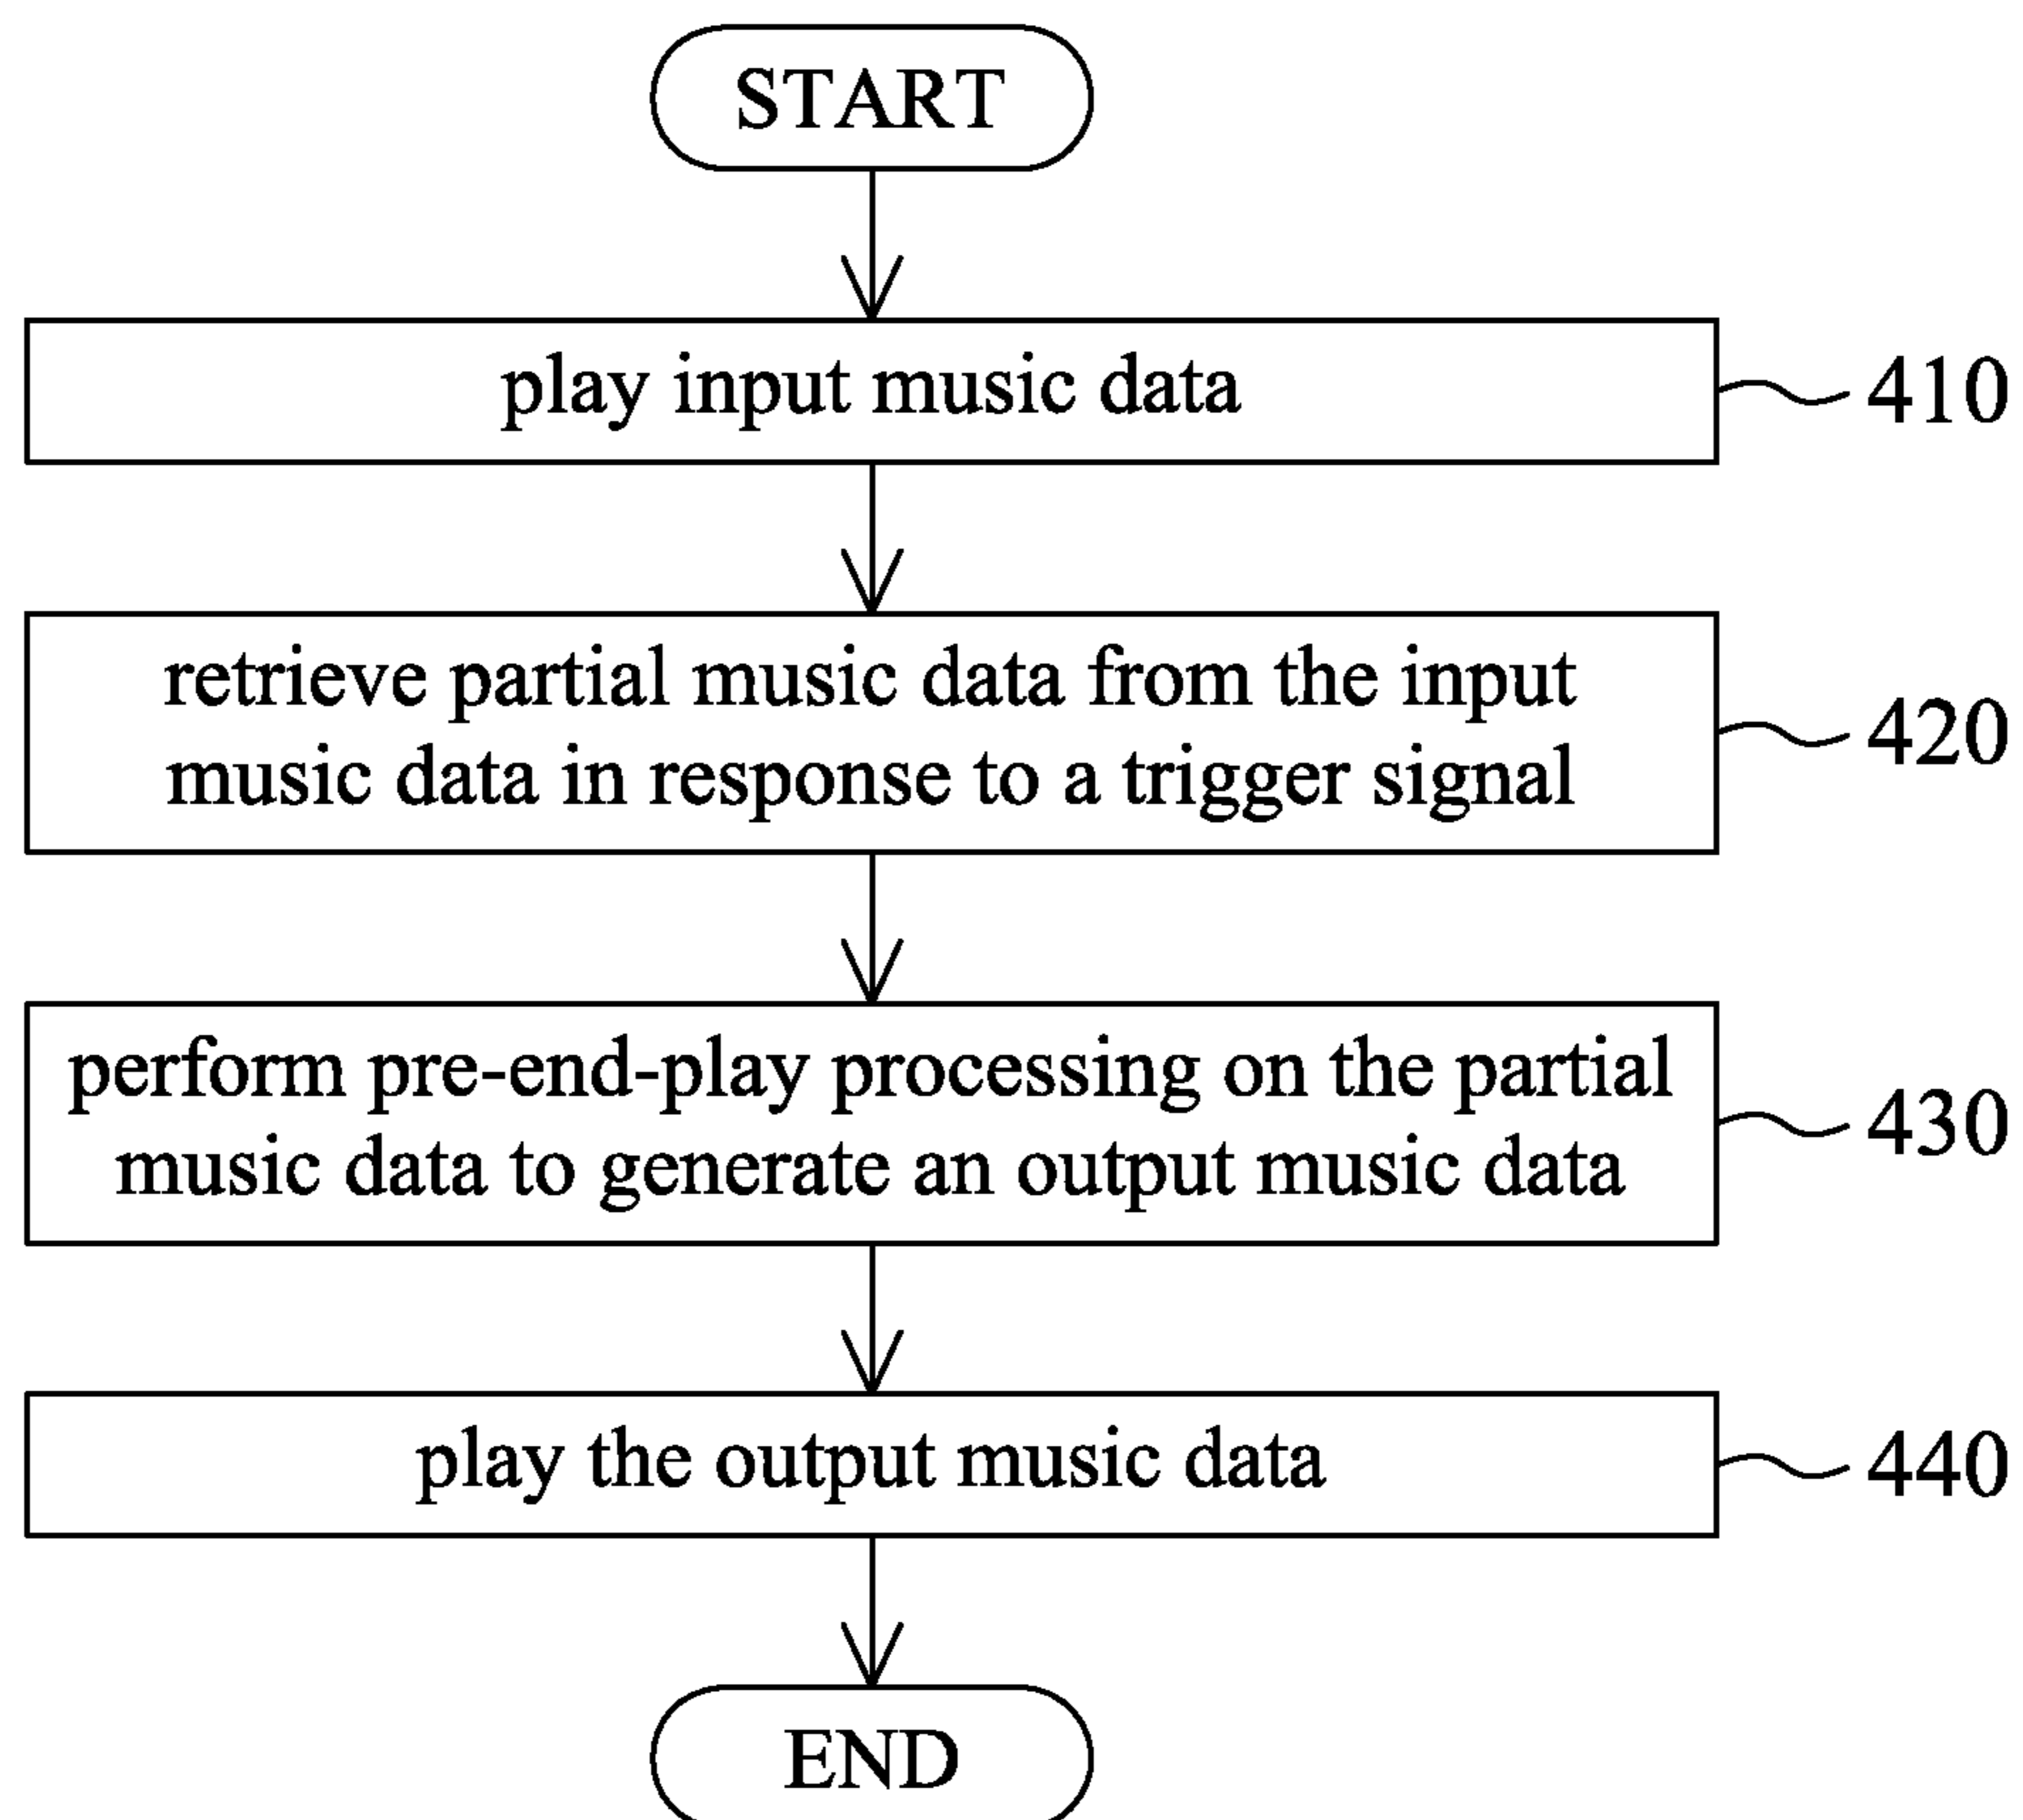 START
play input music data
410
retrieve partial music data from the input
music data in response to a trigger signal
420
perform pre-end-play processing on the partial
music data to generate an output music data
430
play the output music data
440
END